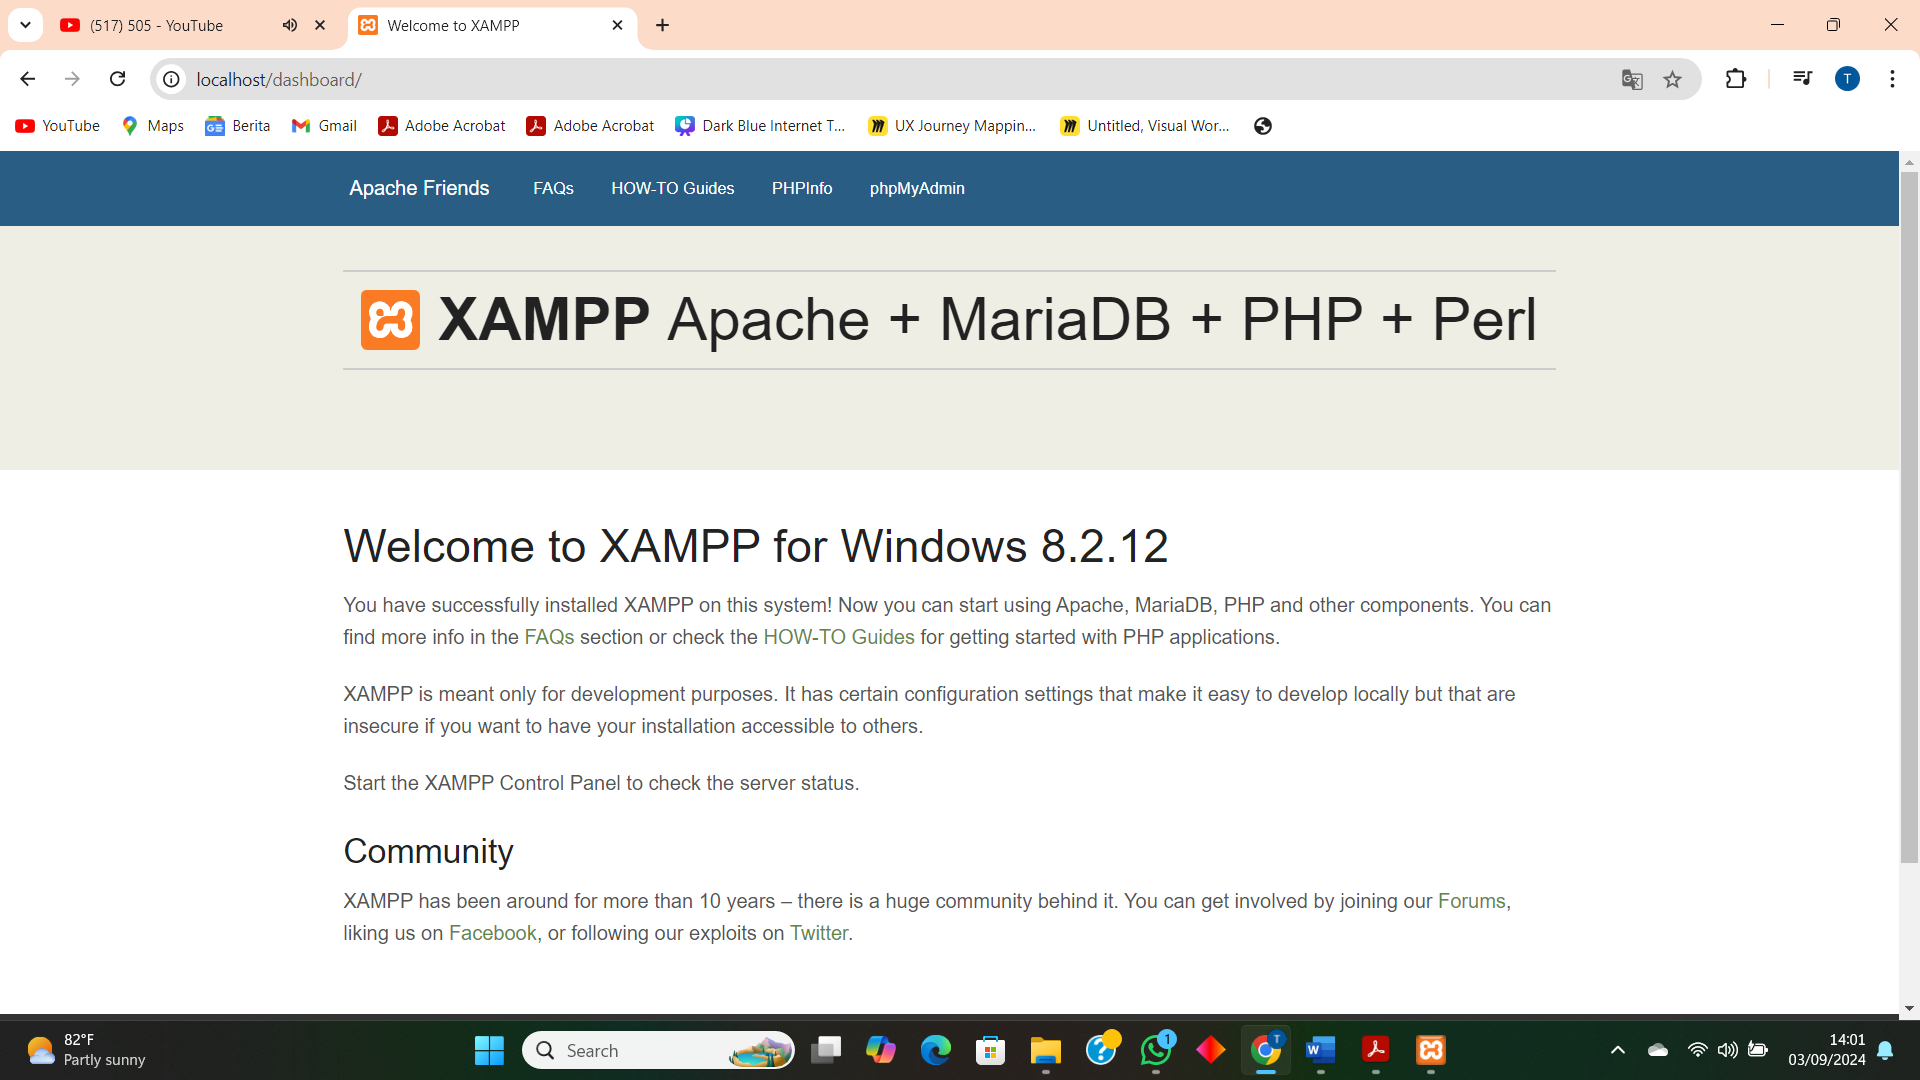 (517) 505 - YouTube
Welcome to XAMPP
localhost/dashboard/
T
YouTube
Maps
Berita
Gmail
Adobe Acrobat
Adobe Acrobat
Dark Blue Internet T...
UX Journey Mappin...
Untitled, Visual Wor...
Apache Friends
FAQs
HOW-TO Guides
PHPInfo
phpMyAdmin
XAMPP Apache + MariaDB + PHP + Perl
Welcome to XAMPP for Windows 8.2.12
You have successfully installed XAMPP on this system! Now you can start using Apache, MariaDB, PHP and other components. You can
find more info in the FAQs section or check the HOW-TO Guides for getting started with PHP applications.
XAMPP is meant only for development purposes. It has certain configuration settings that make it easy to develop locally but that are
insecure if you want to have your installation accessible to others.
Start the XAMPP Control Panel to check the server status.
Community
XAMPP has been around for more than 10 years – there is a huge community behind it. You can get involved by joining our Forums,
liking us on Facebook, or following our exploits on Twitter.
82°F
Partly sunny
Search
1
T
W
14:01
03/09/2024